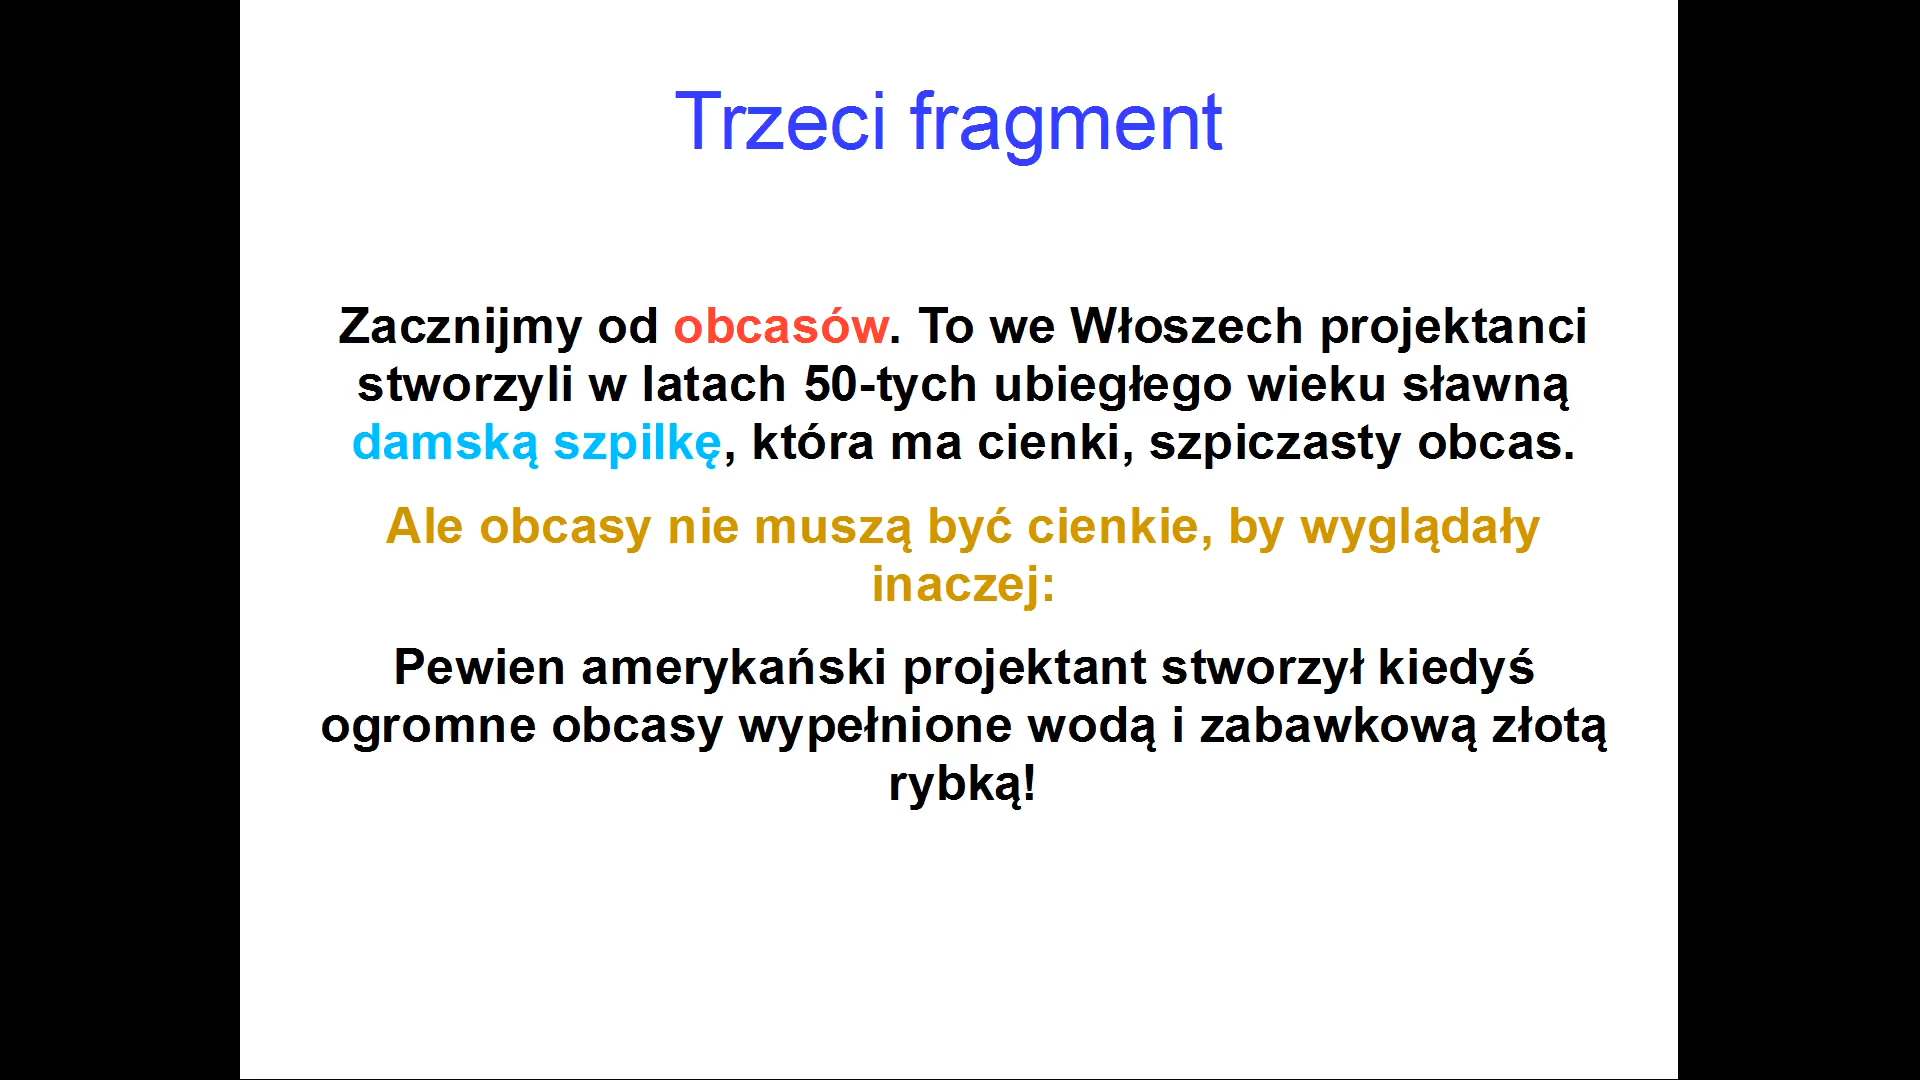 Trzeci fragment
Zacznijmy od obcasów. To we Włoszech projektanci
stworzyli w latach 50-tych ubiegłego wieku sławną
damską szpilkę, która ma cienki, szpiczasty obcas.
Ale obcasy nie muszą być cienkie, by wyglądały
inaczej:
Pewien amerykański projektant stworzył kiedyś
ogromne obcasy wypełnione wodą i zabawkową złotą
rybką!